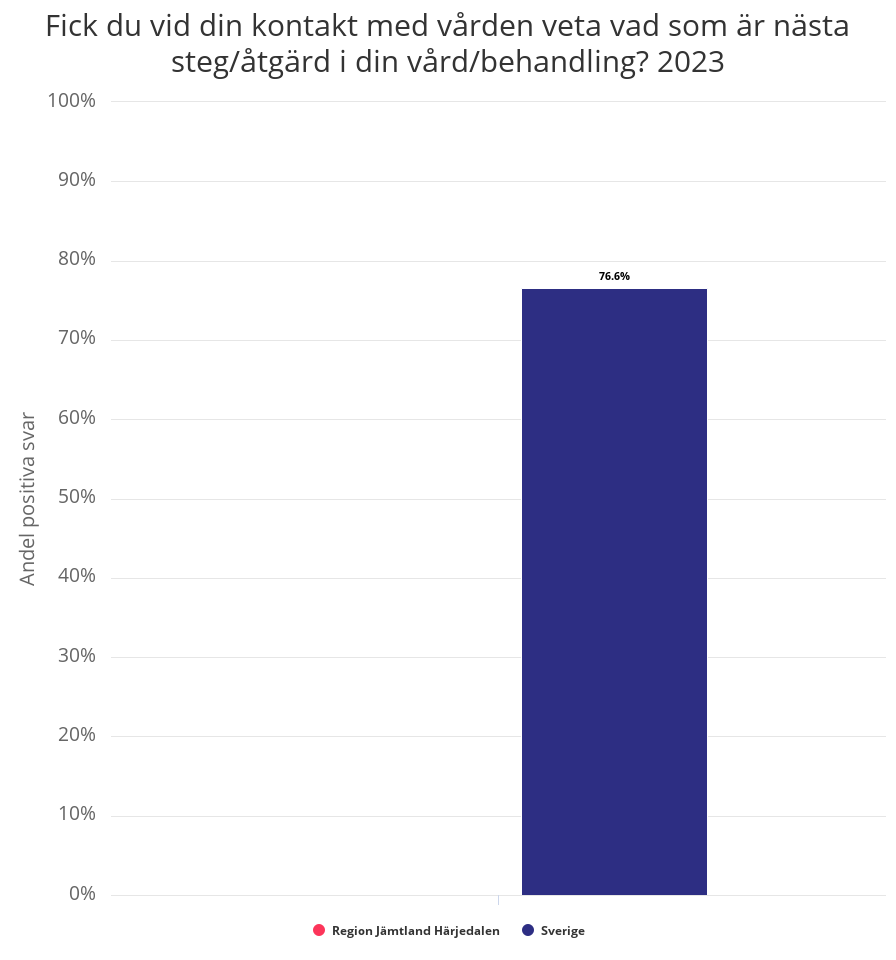 Fick du vid din kontakt med vården veta vad som är nästa
steg/åtgärd i din vård/behandling? 2023
100%
90%
80%
76.6%
70%
60%
50%
40%
30%
20%
10%
0%
Andel positiva svar
Region Jämtland Härjedalen
Sverige